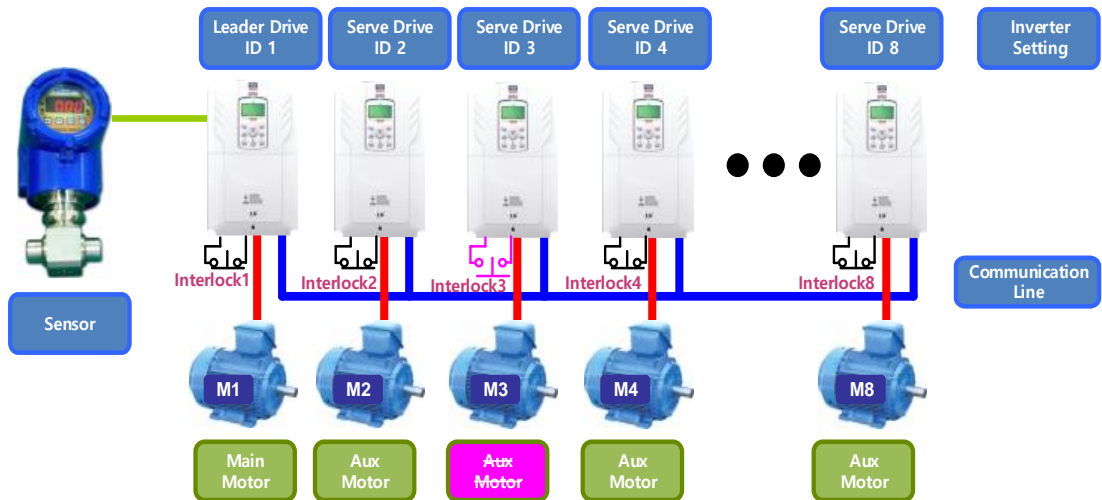 Leader Drive
ID 1
Serve Drive
ID 2
Serve Drive
ID 3
Serve Drive
ID 4
Serve Drive
ID 8
Inverter
Setting
Interlock1
Interlock2
Interlock3
Interlock4
Interlock8
Communication
Line
Sensor
M1
M2
M3
M4
M8
Main
Motor
Aux
Motor
Aux
Motor
Aux
Motor
Aux
Motor